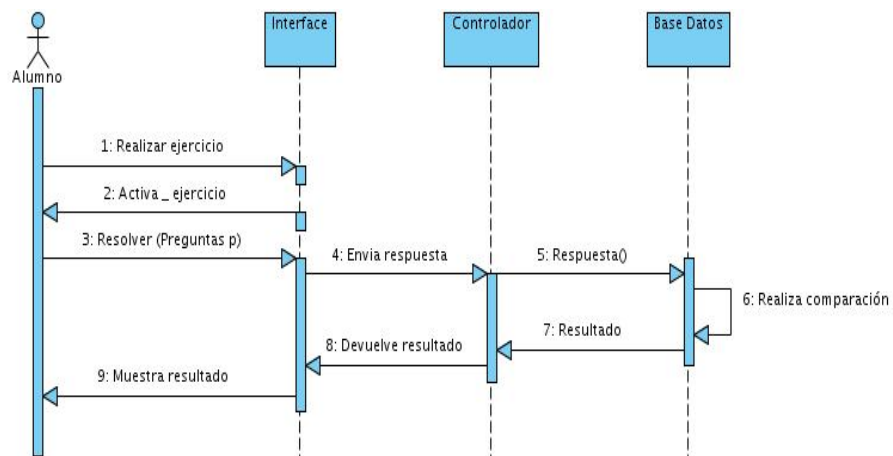 Interface
Controlador
Base Datos
Alumno
1: Realizar ejercicio
2: Activa _ ejercicio
3: Resolver (Preguntas p)
4: Envia respuesta
5: Respuesta()
6: Realiza comparación
7: Resultado
8: Devuelve resultado
9: Muestra resultado